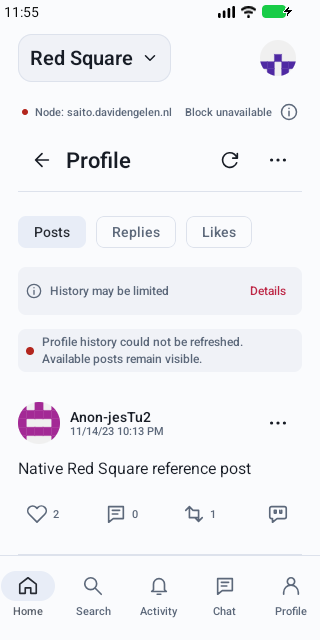 11:55
Red Square
Node: saito.davidengelen.nl Block unavailable
Profile
Posts Replies Likes
History may be limited Details
Profile history could not be refreshed.
Available posts remain visible.
Anon-jesTu2
11/14/23 10:13 PM
Native Red Square reference post
2 0 1
Home Search Activity Chat Profile